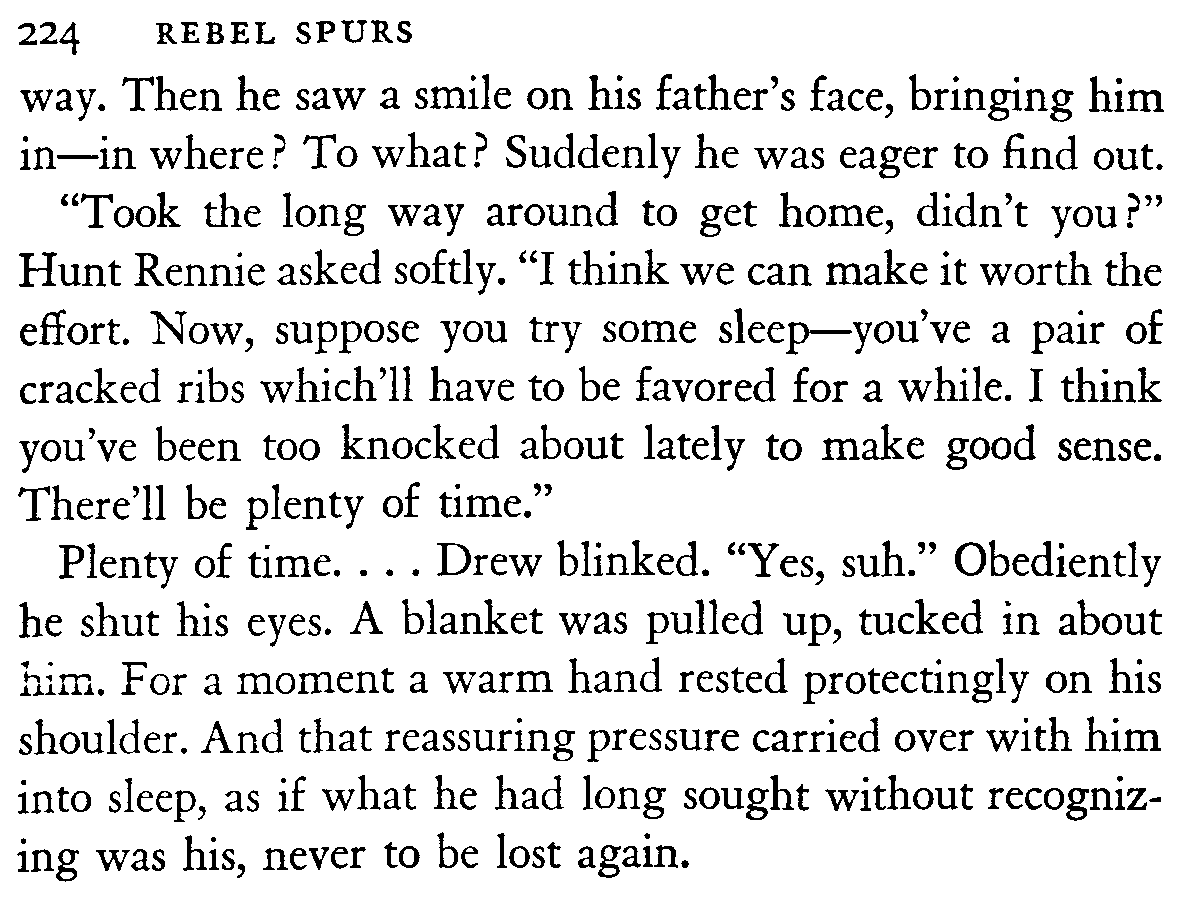 224 REBEL SPURS
way. Then he saw a smile on his father's face, bringing him
in—in where? To what? Suddenly he was eager to find out.
"Took the long way around to get home, didn't you?"
Hunt Rennie asked softly. "I think we can make it worth the
effort. Now, suppose you try some sleep—you've a pair of
cracked ribs which'll have to be favored for a while. I think
you've been too knocked about lately to make good sense.
There'll be plenty of time."
Plenty of time. . . . Drew blinked. "Yes, suh." Obediently
he shut his eyes. A blanket was pulled up, tucked in about
him. For a moment a warm hand rested protectingly on his
shoulder. And that reassuring pressure carried over with him
into sleep, as if what he had long sought without recogniz-
ing was his, never to be lost again.